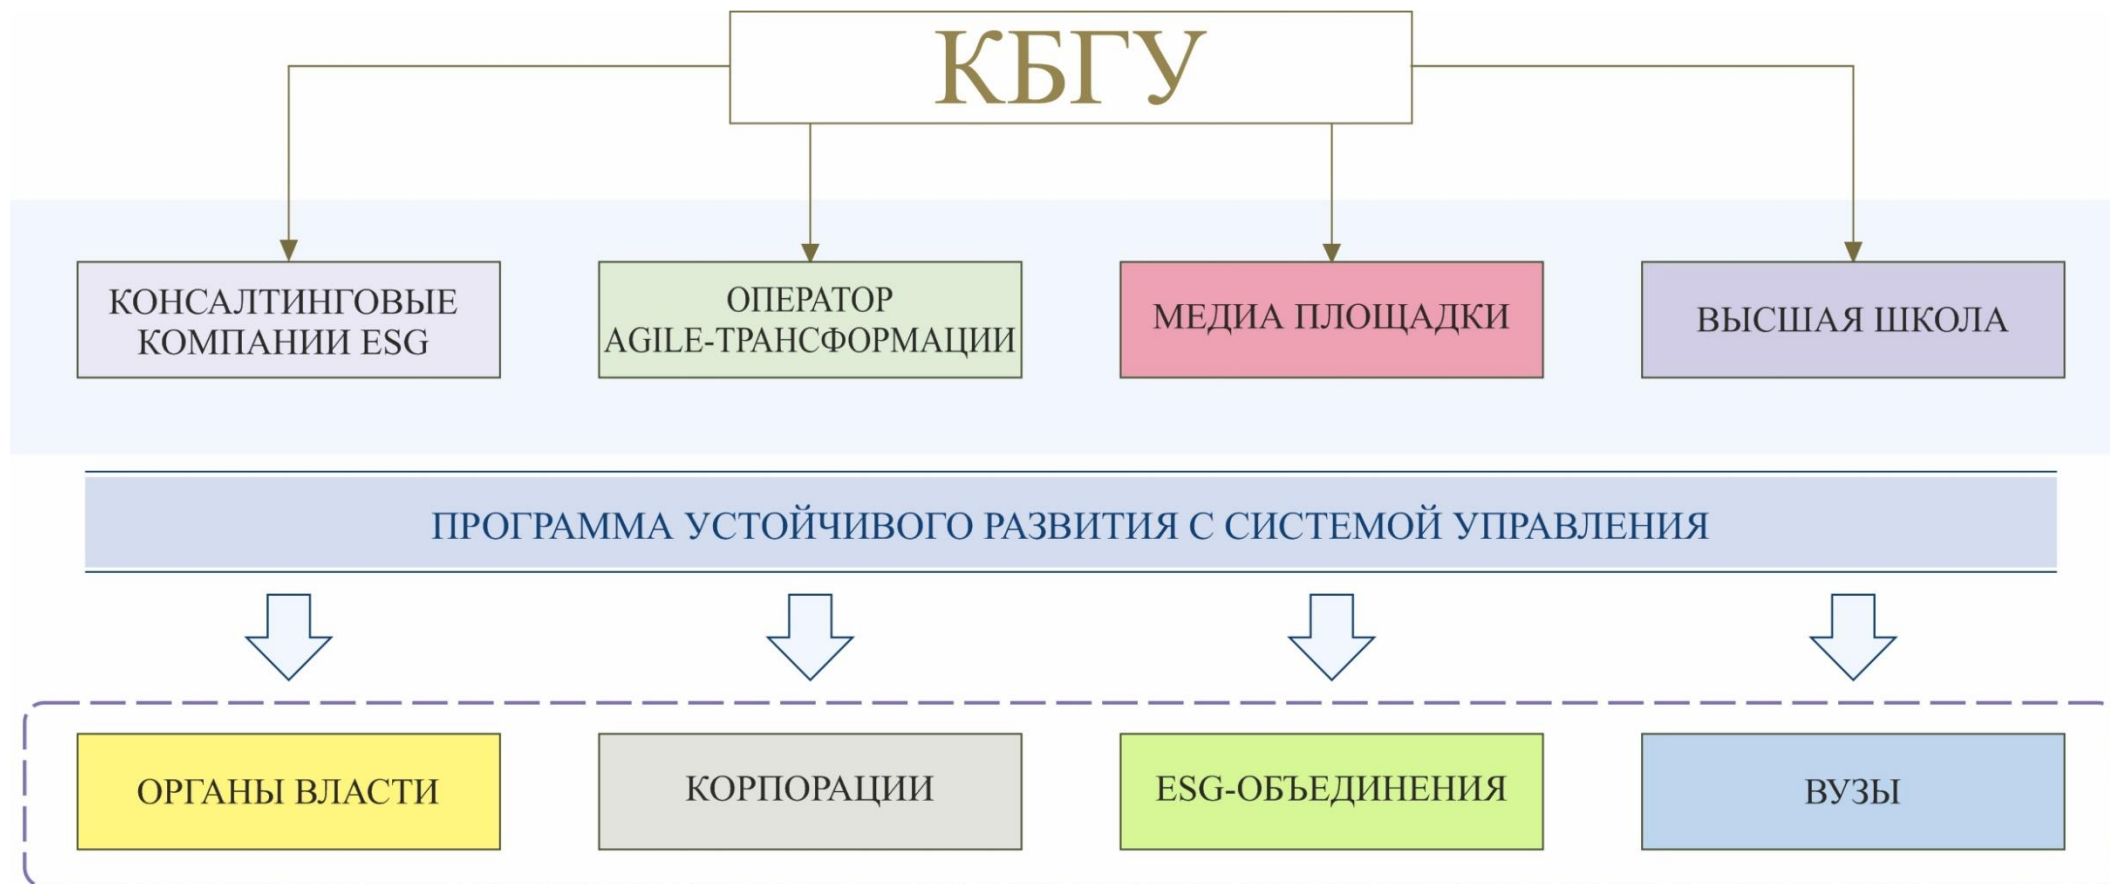 КБГУ
КОНСАЛТИНГОВЫЕ
КОМПАНИИ ESG
ОПЕРАТОР
AGILE-ТРАНСФОРМАЦИИ
МЕДИА ПЛОЩАДКИ
ВЫСШАЯ ШКОЛА
ПРОГРАММА УСТОЙЧИВОГО РАЗВИТИЯ С СИСТЕМОЙ УПРАВЛЕНИЯ
ОРГАНЫ ВЛАСТИ
КОРПОРАЦИИ
ESG-ОБЪЕДИНЕНИЯ
ВУЗЫ